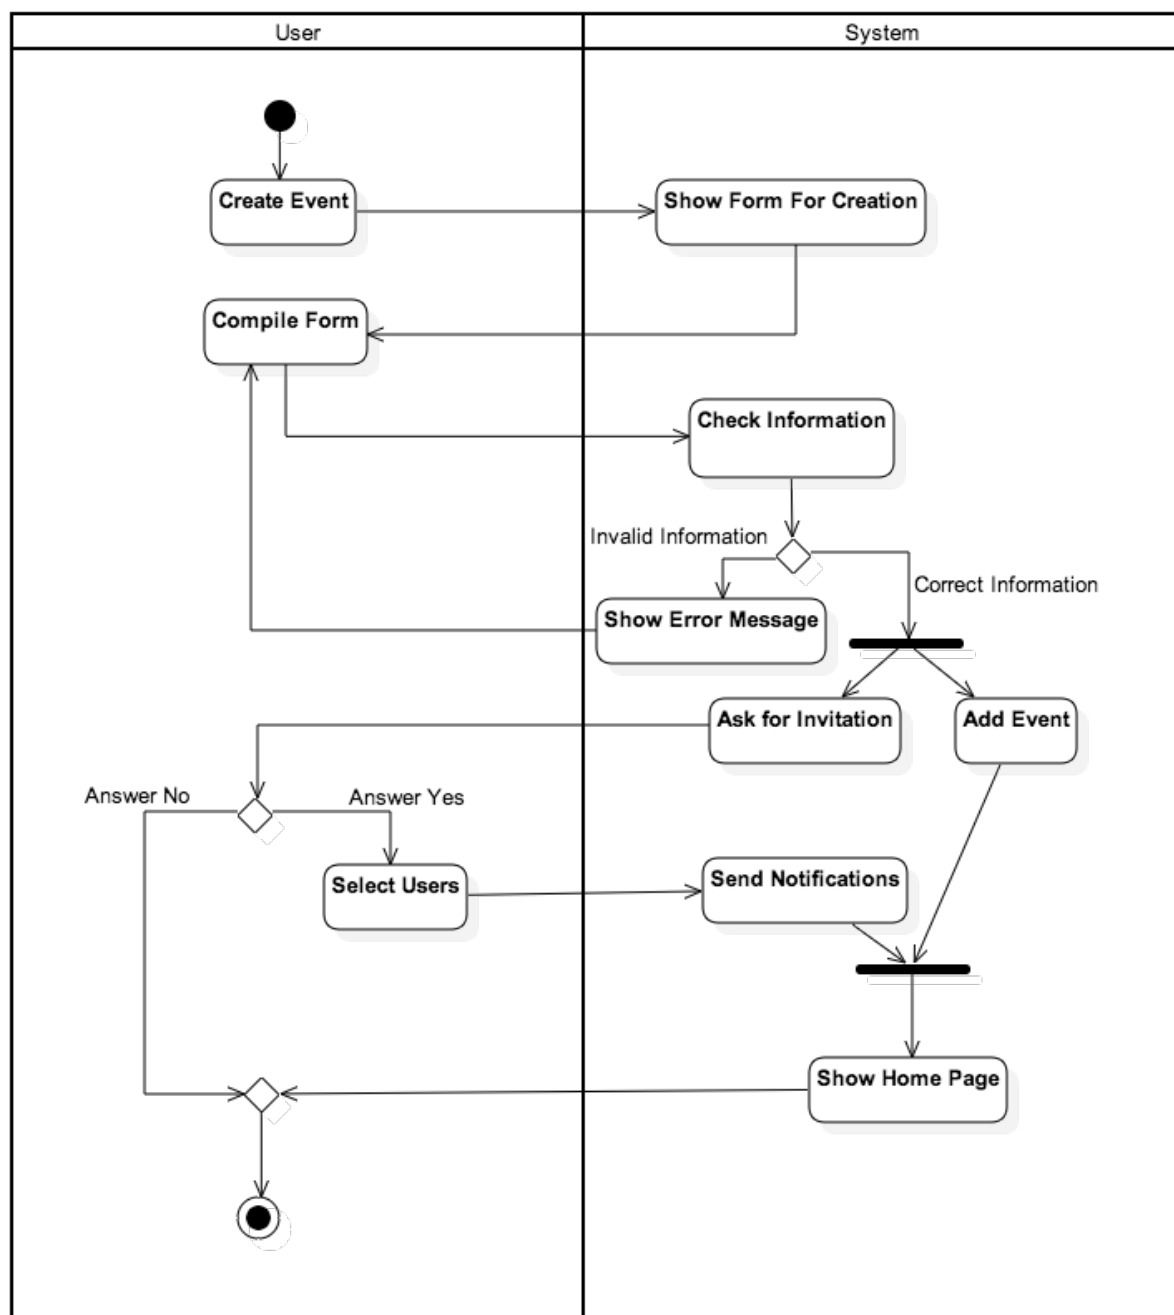 User
System
Create Event
Show Form For Creation
Compile Form
Check Information
Invalid Information
Correct Information
Show Error Message
Ask for Invitation
Add Event
Answer No
Answer Yes
Select Users
Send Notifications
Show Home Page